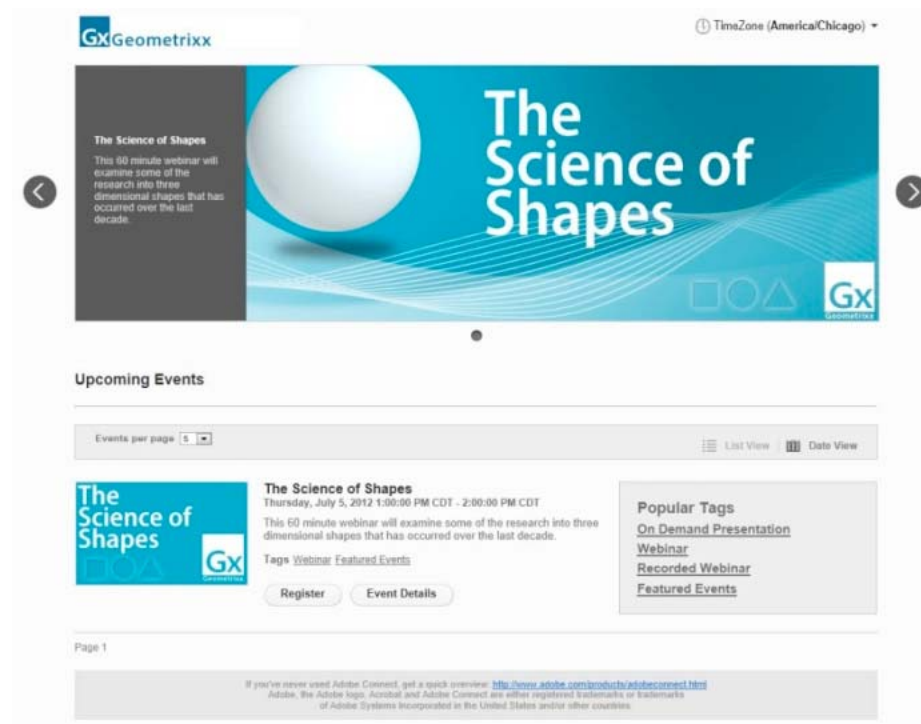 Gx Geometrixx
TimeZone (America/Chicago)
The Science of Shapes
This 60 minute webinar will
examine some of the
research into three
dimensional shapes that has
occurred over the last
decade.
The
Science of
Shapes
Gx
Geometrixx
Upcoming Events
Events per page 5
List View
Date View
The
Science of
Shapes
Gx
Geometrixx
The Science of Shapes
Thursday, July 5, 2012 1:00:00 PM CDT - 2:00:00 PM CDT
This 60 minute webinar will examine some of the research into three
dimensional shapes that has occurred over the last decade.
Tags Webinar Featured Events
Register
Event Details
Popular Tags
On Demand Presentation
Webinar
Recorded Webinar
Featured Events
Page 1
If you've never used Adobe Connect, get a quick overview: http://www.adobe.com/products/adobeconnect.html
Adobe, the Adobe logo, Acrobat and Adobe Connect are either registered trademarks or trademarks
of Adobe Systems Incorporated in the United States and/or other countries.